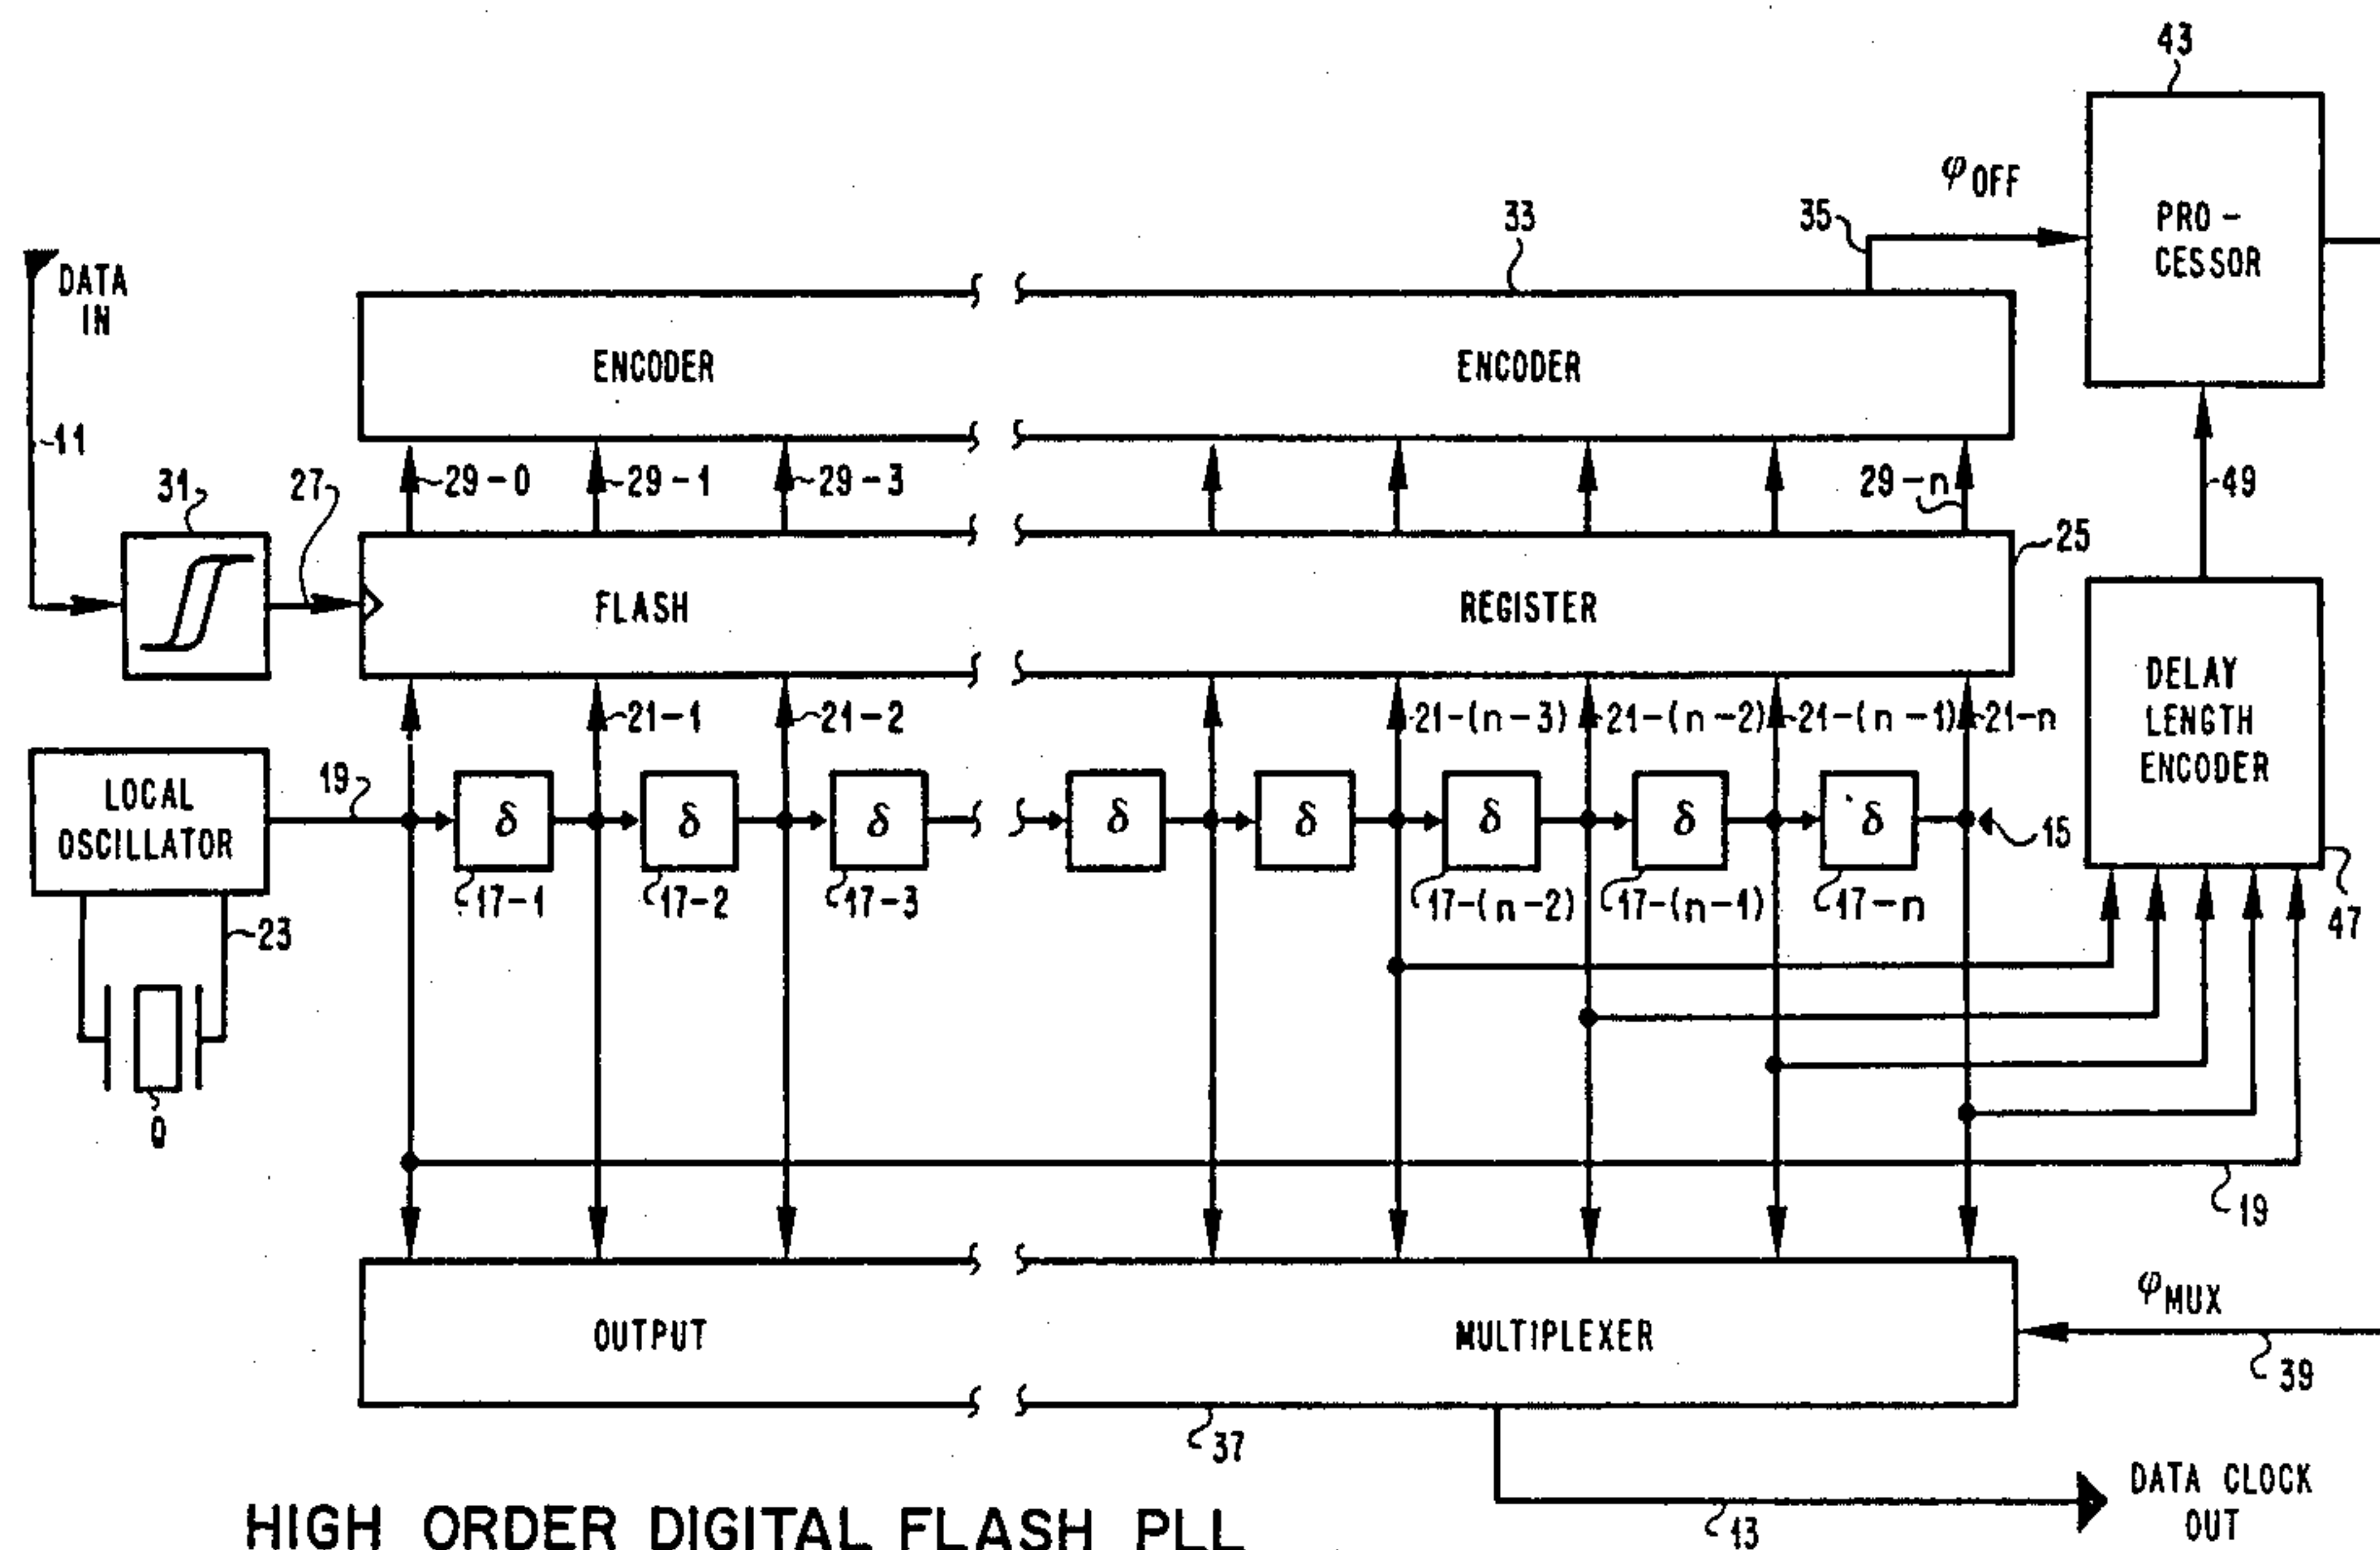 43
φOFF
PRO-
CESSOR
35
33
DATA
IN
ENCODER
ENCODER
11
29-0
29-1
29-3
29-n
49
31
27
25
FLASH
REGISTER
DELAY
LENGTH
ENCODER
21-1
21-2
21-(n-3)
21-(n-2)
21-(n-1)
21-n
LOCAL
OSCILLATOR
19
δ
δ
δ
δ
δ
δ
δ
δ
15
17-1
17-2
17-3
17-(n-2)
17-(n-1)
17-n
47
23
Q
19
φMUX
OUTPUT
MULTIPLEXER
39
37
DATA CLOCK
OUT
13
HIGH ORDER DIGITAL FLASH PLL